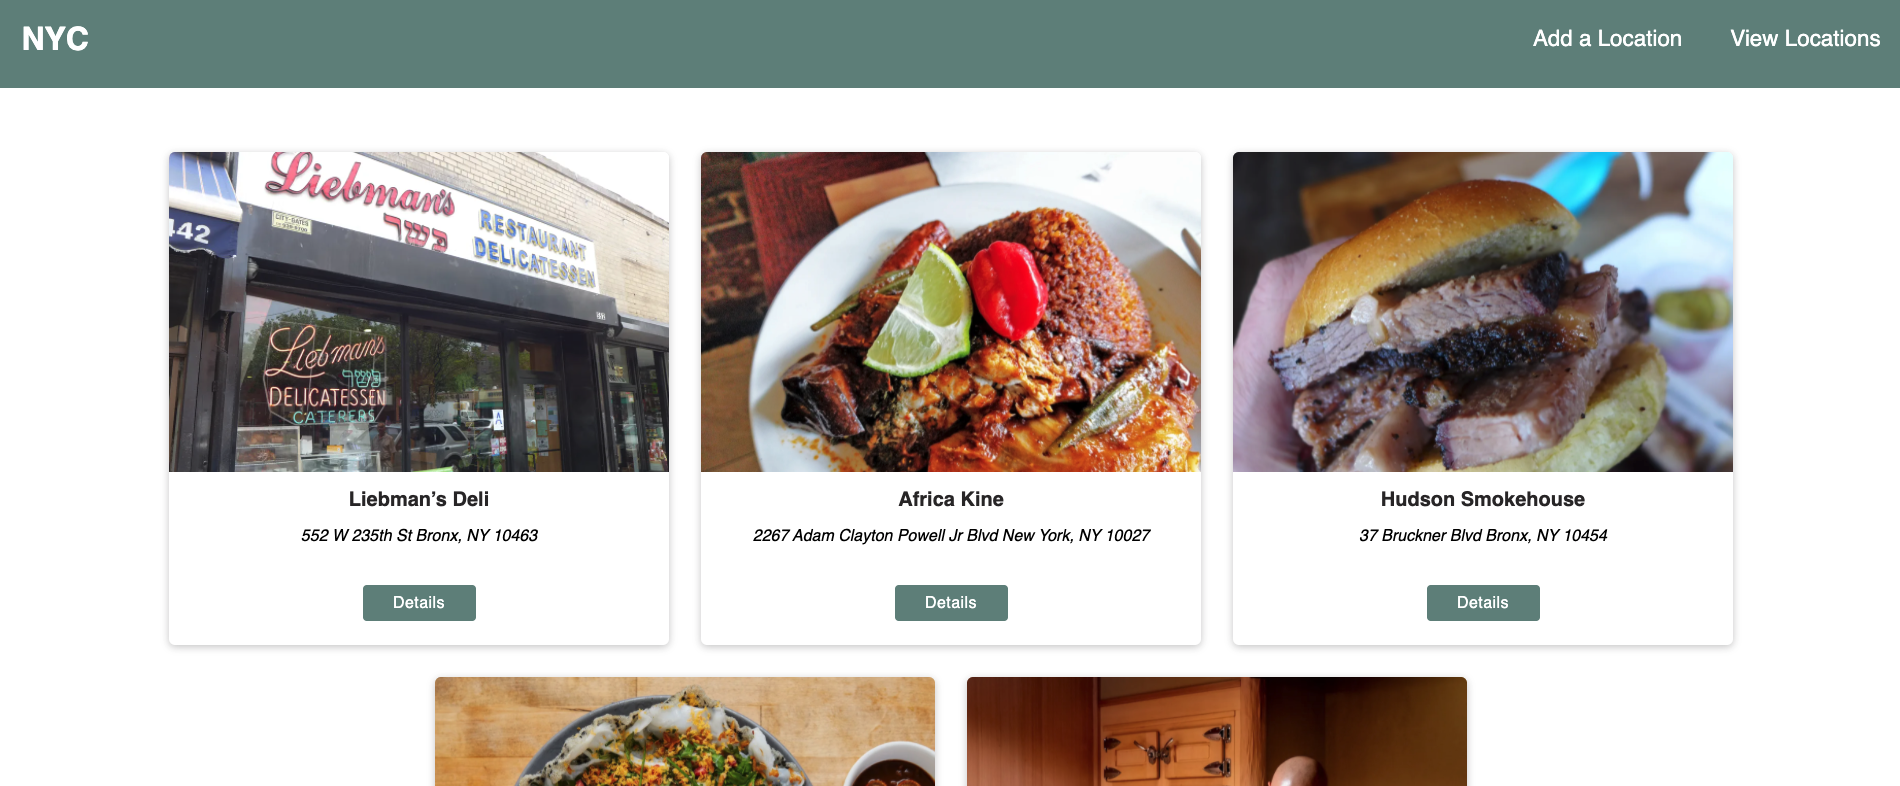 NYC
Add a Location
View Locations
Liebman's
כשר
RESTAURANT
DELICATESSEN
442
Liebman's
כשר
DELICATESSEN
CATERERS
A
Liebman’s Deli
552 W 235th St Bronx, NY 10463
Details
Africa Kine
2267 Adam Clayton Powell Jr Blvd New York, NY 10027
Details
Hudson Smokehouse
37 Bruckner Blvd Bronx, NY 10454
Details